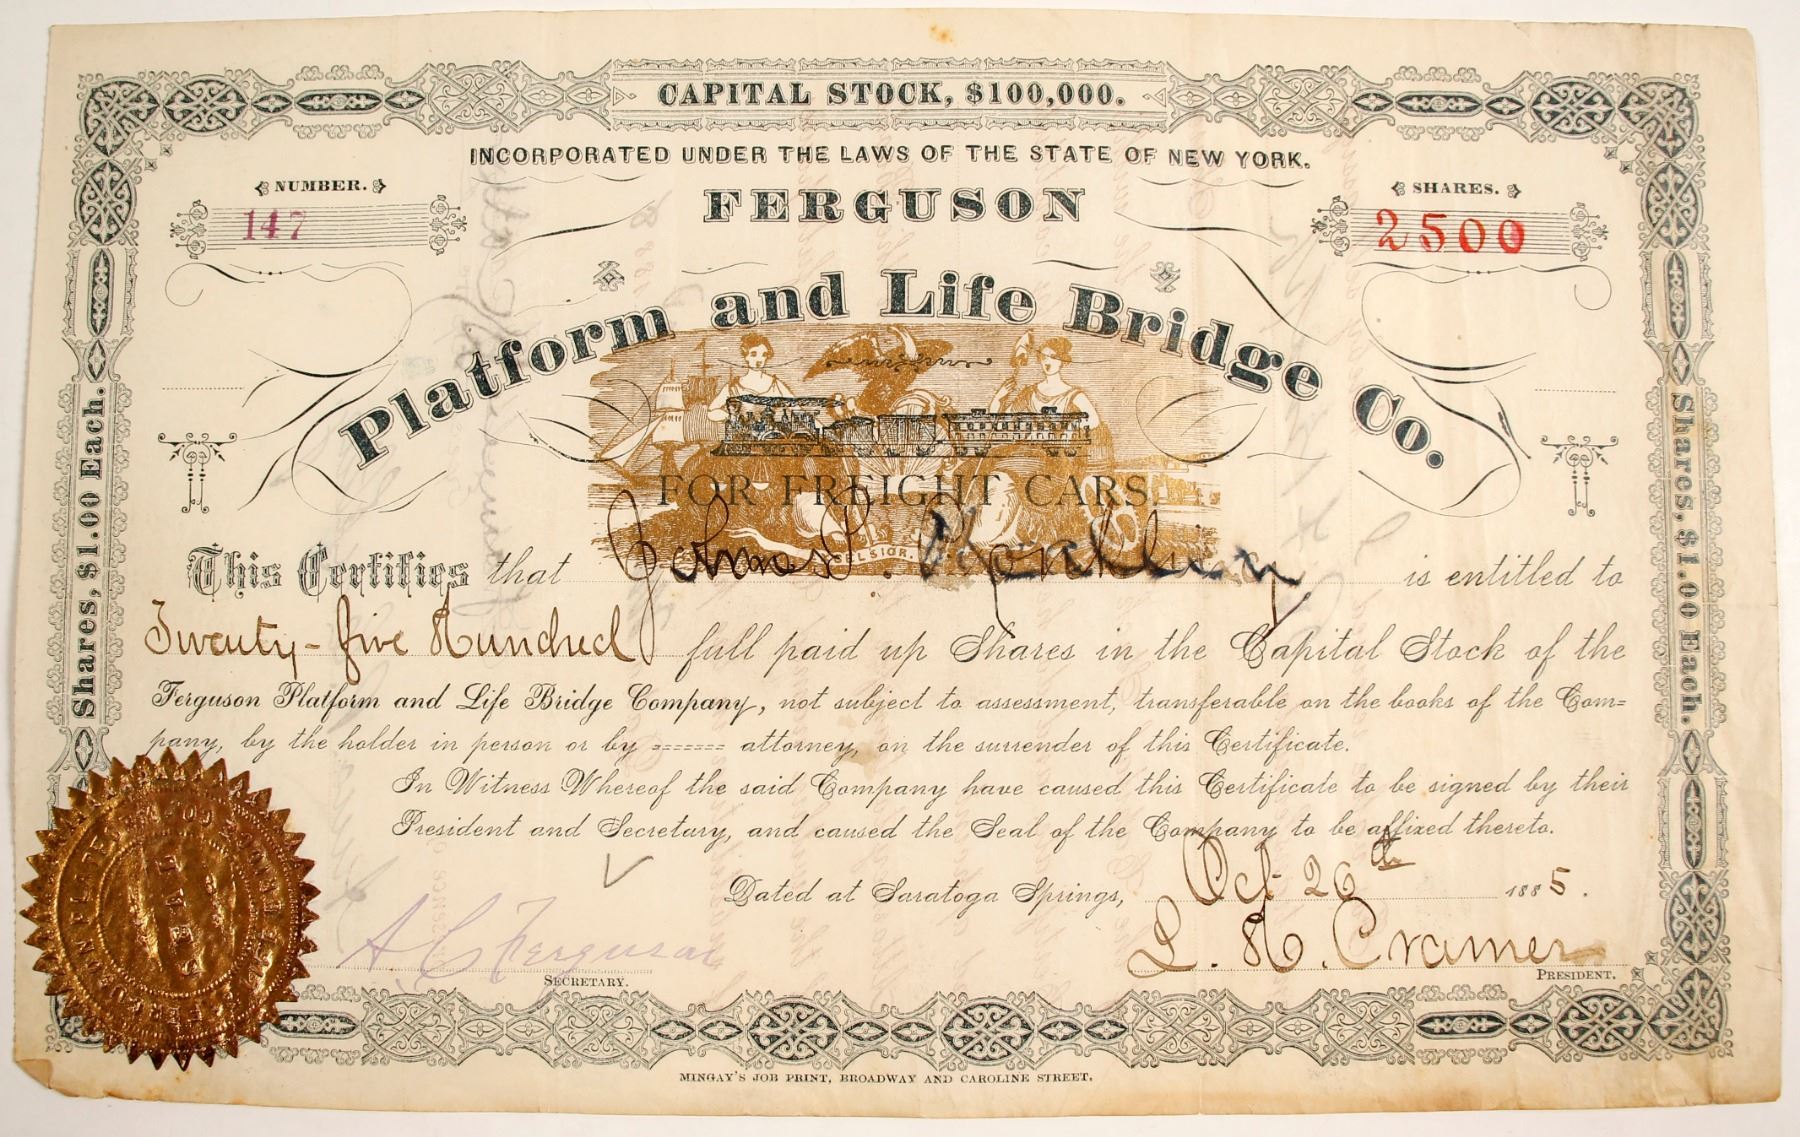 CAPITAL STOCK, $100,000.
INCORPORATED UNDER THE LAWS OF THE STATE OF NEW YORK.
NUMBER.
147
SHARES.
2500
FERGUSON
Platform and Life Bridge Co.
FOR FREIGHT CARS.
This Certifies that is entitled to
Twenty-five Hundred full paid up Shares in the Capital Stock of the
Ferguson Platform and Life Bridge Company, not subject to assessment, transferable on the books of the Com=
pany, by the holder in person or by ======= attorney, on the surrender of this Certificate.
In Witness Whereof the said Company have caused this Certificate to be signed by their
President and Secretary, and caused the Seal of the Company to be affixed thereto.
Dated at Saratoga Springs, Oct 26th 1885.
A C Ferguson
SECRETARY.
L. H. Cramer
PRESIDENT.
Shares, $1.00 Each.
Shares, $1.00 Each.
MINGAY'S JOB PRINT, BROADWAY AND CAROLINE STREET.